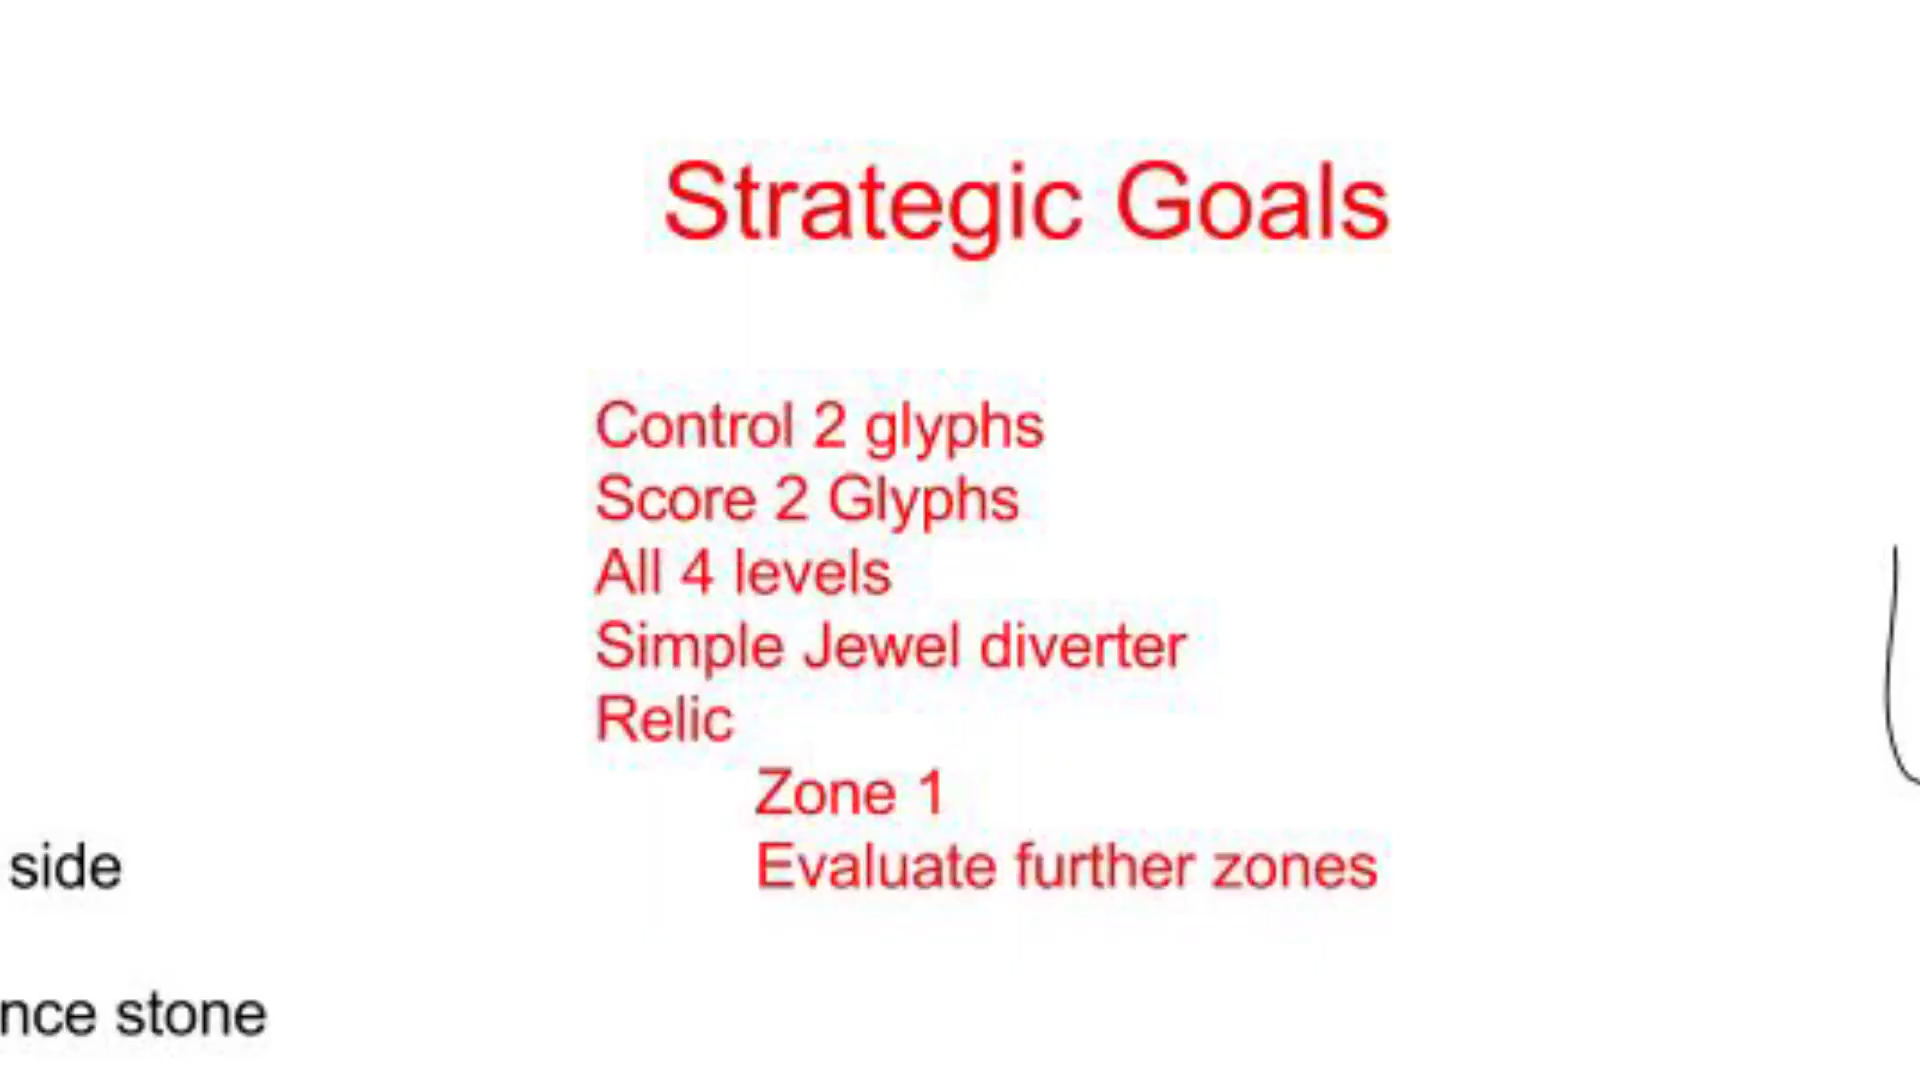 Strategic Goals
Control 2 glyphs
Score 2 Glyphs
All 4 levels
Simple Jewel diverter
Relic
Zone 1
Evaluate further zones
side
stone